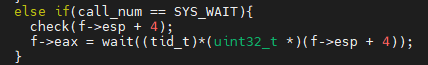 else if(call_num == SYS_WAIT){
check(f->esp + 4);
f->eax = wait((tid_t)*(uint32_t *)(f->esp + 4));
}